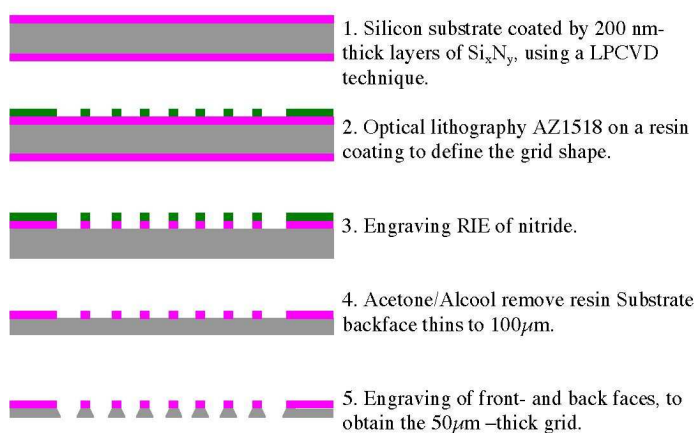 1. Silicon substrate coated by 200 nm-
thick layers of SixNy, using a LPCVD
technique.
2. Optical lithography AZ1518 on a resin
coating to define the grid shape.
3. Engraving RIE of nitride.
4. Acetone/Alcool remove resin Substrate
backface thins to 100μm.
5. Engraving of front- and back faces, to
obtain the 50μm –thick grid.